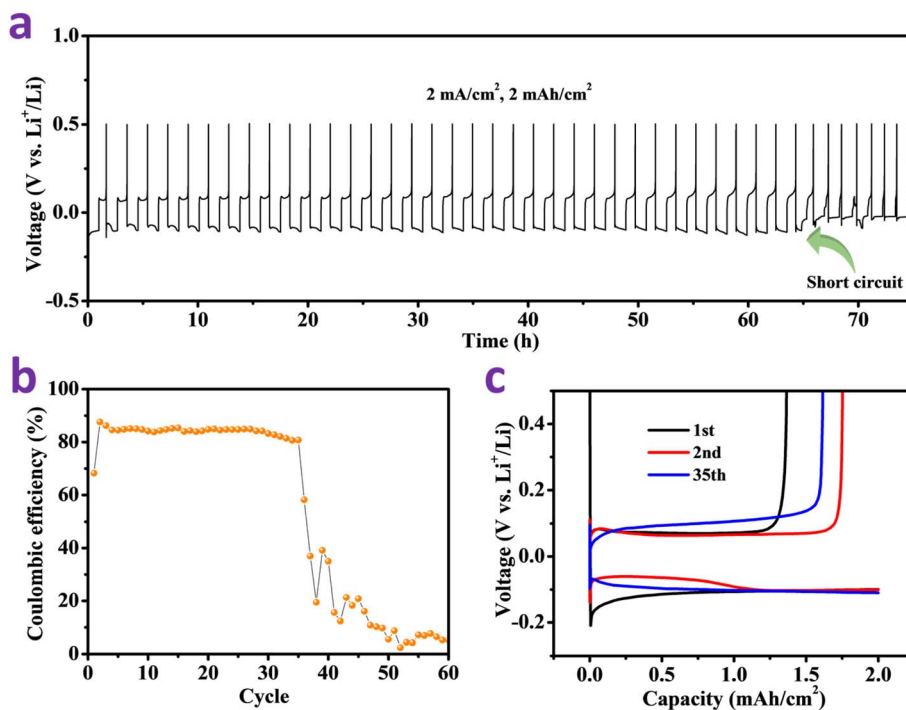 a
1.0
0.5
0.0
-0.5
Voltage (V vs. Li⁺/Li)
2 mA/cm², 2 mAh/cm²
Short circuit
0 10 20 30 40 50 60 70
Time (h)
b
100
80
60
40
20
0
Coulombic efficiency (%)
0 10 20 30 40 50 60
Cycle
c
0.4
0.2
0.0
-0.2
Voltage (V vs. Li⁺/Li)
1st
2nd
35th
0.0 0.5 1.0 1.5 2.0
Capacity (mAh/cm²)